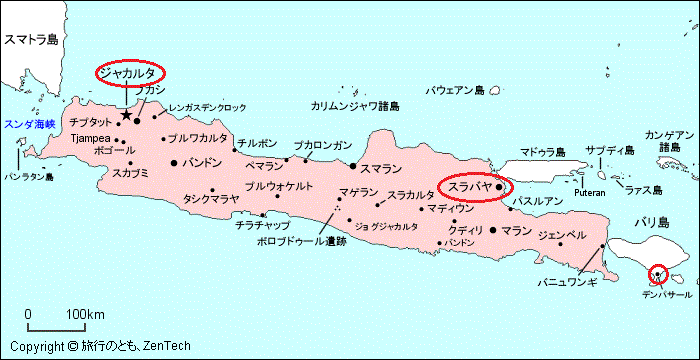 スマトラ島
ジャカルタ
ブカシ
レンガスデンクロック
カリムンジャワ諸島
バウェアン島
スンダ海峡
チプタット
Tjampea
ボゴール
プルワカルタ
チルボン
プカロンガン
マドゥラ島
サプディ島
カンゲアン
諸島
パンラタン島
スカブミ
バンドン
ペマラン
スマラン
スラバヤ
Puteran
ラアス島
タシクマラヤ
プルウォケルト
マゲラン
スラカルタ
マディウン
パスルアン
バリ島
チラチャップ
ボロブドゥール遺跡
ジョグジャカルタ
クディリ
バンドン
マラン
ジェンベル
バニュワンギ
デンパサール
0 100km
Copyright © 旅行のとも、ZenTech